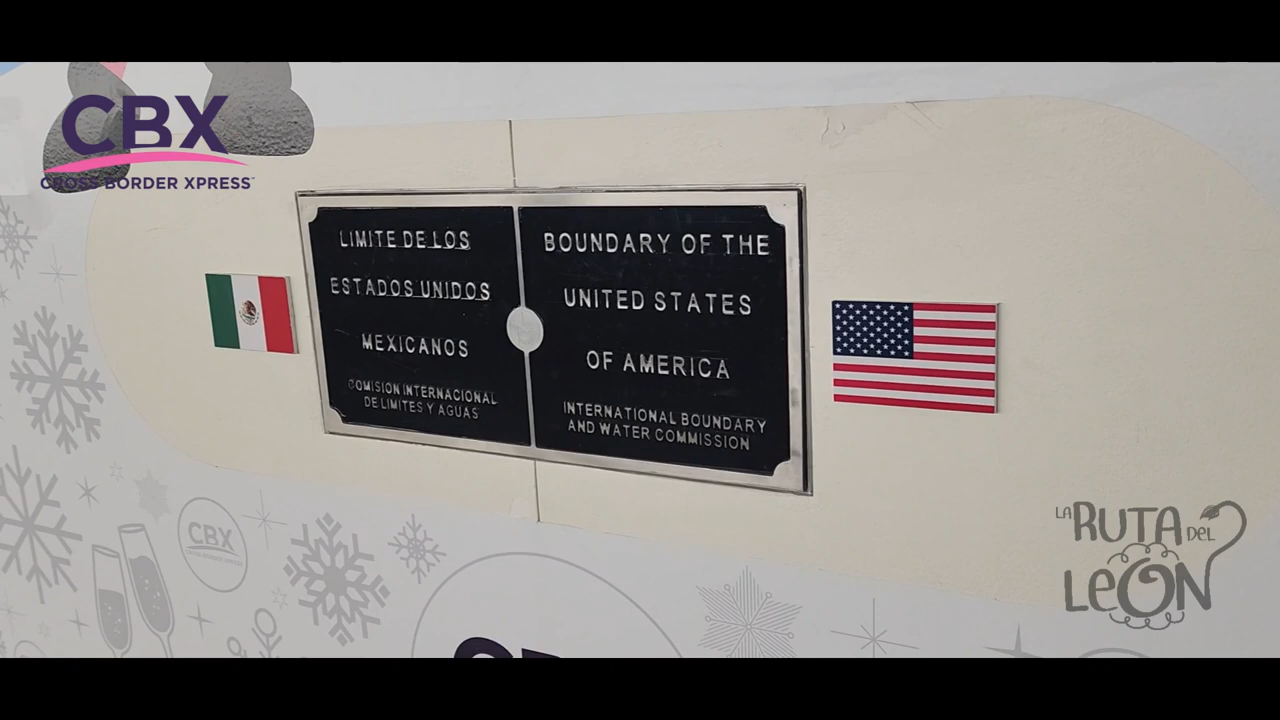 CBX
CROSS BORDER XPRESS
LIMITE DE LOS
ESTADOS UNIDOS
MEXICANOS
COMISION INTERNACIONAL
DE LIMITES Y AGUAS
BOUNDARY OF THE
UNITED STATES
OF AMERICA
INTERNATIONAL BOUNDARY
AND WATER COMMISSION
CBX
LA RUTA DEL
LEÓN